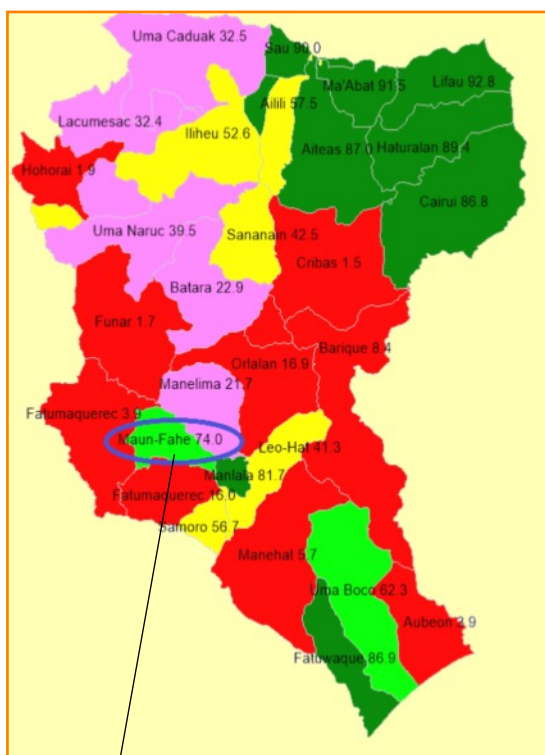 Uma Caduak 32.5
Sau 90.0
Ma'Abat 91.5
Lifau 92.8
Ailili 57.5
Lacumesac 32.4
Iliheu 52.6
Aiteas 87.0
Haturalan 89.4
Hohorai 1.9
Cairui 86.8
Uma Naruc 39.5
Sananain 42.5
Cribas 1.5
Batara 22.9
Funar 1.7
Barique 8.4
Orlalan 16.9
Manelima 21.7
Fatumaquerec 3.9
Maun-Fahe 74.0
Leo-Hat 41.3
Manlala 81.7
Fatumaquerec 16.0
Samoro 56.7
Manehat 5.7
Uma Boco 62.3
Aubeon 3.9
Fatuwaque 86.9